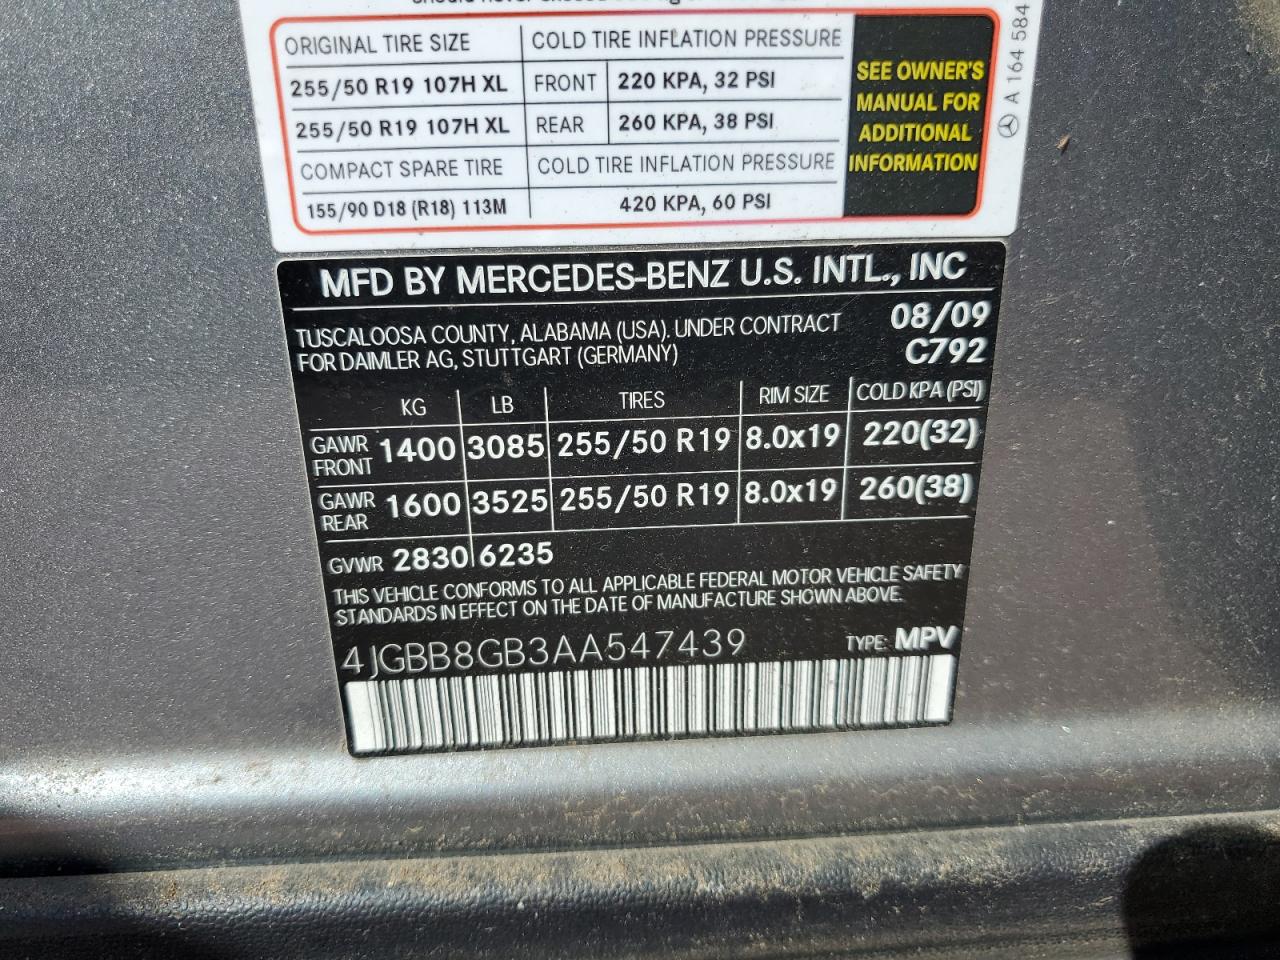 ORIGINAL TIRE SIZE COLD TIRE INFLATION PRESSURE
255/50 R19 107H XL FRONT 220 KPA, 32 PSI
255/50 R19 107H XL REAR 260 KPA, 38 PSI
COMPACT SPARE TIRE COLD TIRE INFLATION PRESSURE
155/90 D18 (R18) 113M 420 KPA, 60 PSI
SEE OWNER'S
MANUAL FOR
ADDITIONAL
INFORMATION
A 164 584
MFD BY MERCEDES-BENZ U.S. INTL., INC
TUSCALOOSA COUNTY, ALABAMA (USA). UNDER CONTRACT 08/09
FOR DAIMLER AG, STUTTGART (GERMANY) C792
KG LB TIRES RIM SIZE COLD KPA (PSI)
GAWR FRONT 1400 3085 255/50 R19 8.0x19 220(32)
GAWR REAR 1600 3525 255/50 R19 8.0x19 260(38)
GVWR 2830 6235
THIS VEHICLE CONFORMS TO ALL APPLICABLE FEDERAL MOTOR VEHICLE SAFETY
STANDARDS IN EFFECT ON THE DATE OF MANUFACTURE SHOWN ABOVE.
4JGBB8GB3AA547439 TYPE: MPV